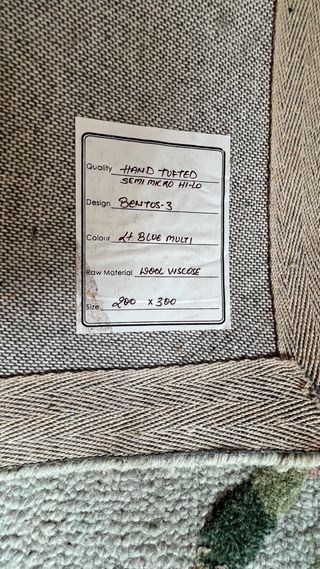 Quality HAND TUFTED
SEMI MICRO HI-LO
Design BENTOS-3
Colour LT BLUE MULTI
Raw Material WOOL VISCOSE
Size 200 x 300